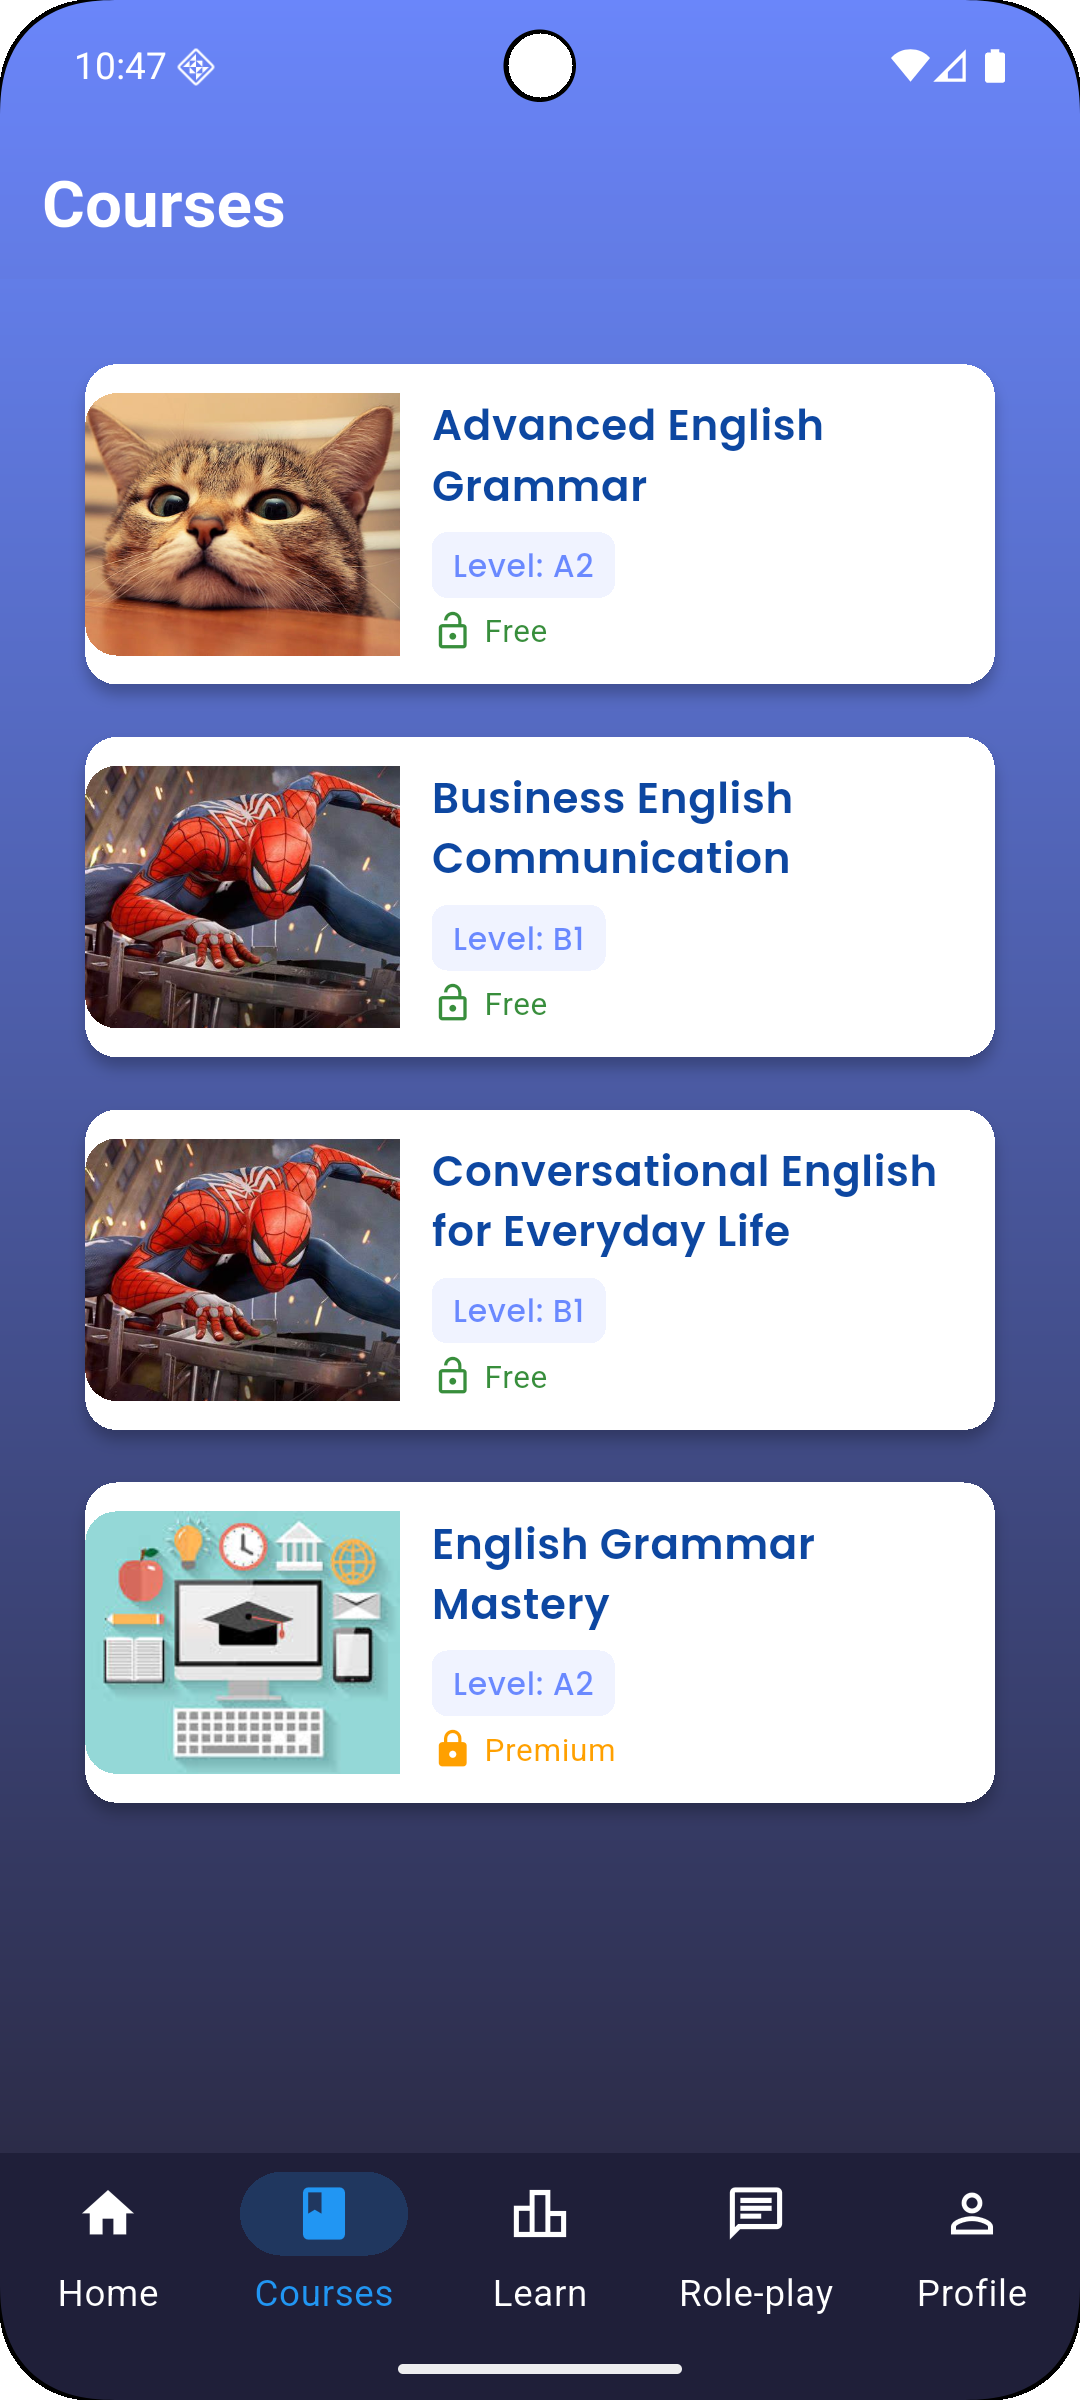 10:47
Courses
Advanced English
Grammar
Level: A2
Free
Business English
Communication
Level: B1
Free
Conversational English
for Everyday Life
Level: B1
Free
English Grammar
Mastery
Level: A2
Premium
Home
Courses
Learn
Role-play
Profile